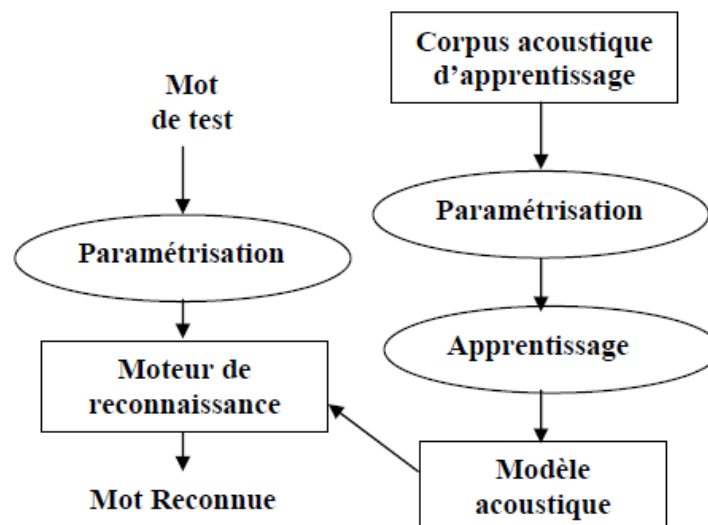 Mot
de test
Paramétrisation
Moteur de
reconnaissance
Mot Reconnue
Corpus acoustique
d’apprentissage
Paramétrisation
Apprentissage
Modèle
acoustique